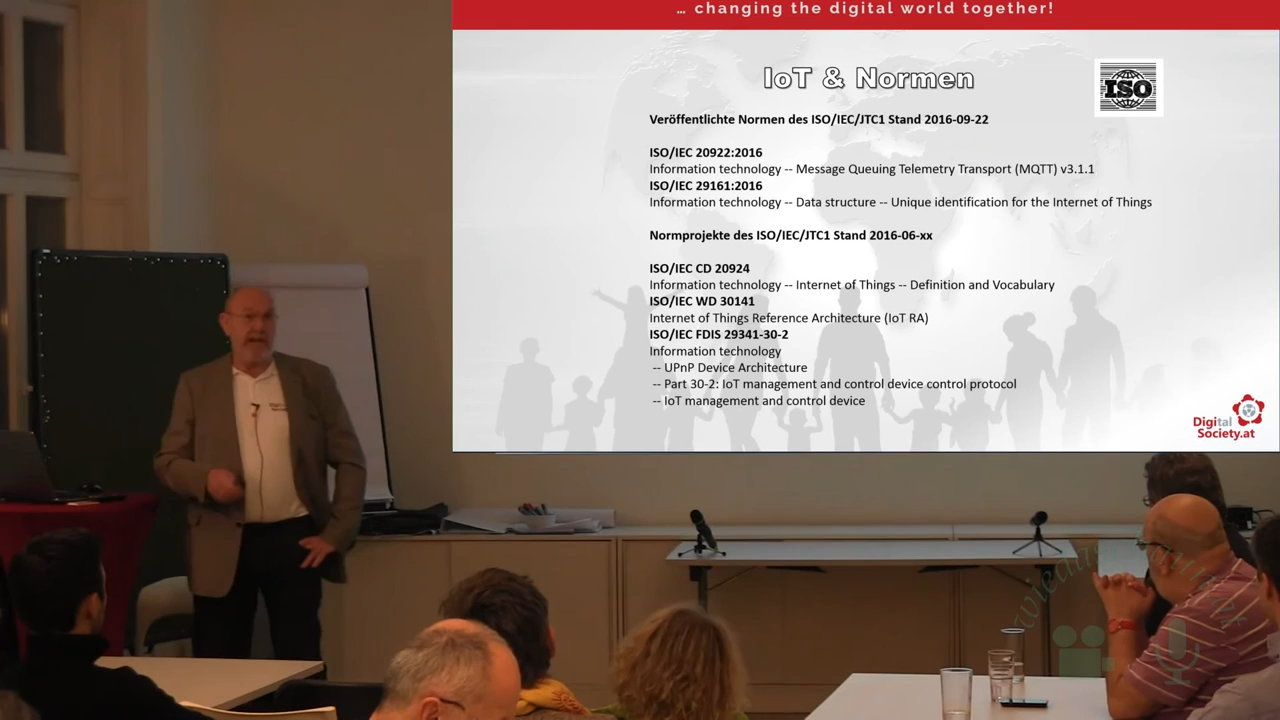 … changing the digital world together!
IoT & Normen
ISO
Veröffentlichte Normen des ISO/IEC/JTC1 Stand 2016-09-22
ISO/IEC 20922:2016
Information technology -- Message Queuing Telemetry Transport (MQTT) v3.1.1
ISO/IEC 29161:2016
Information technology -- Data structure -- Unique identification for the Internet of Things
Normprojekte des ISO/IEC/JTC1 Stand 2016-06-xx
ISO/IEC CD 20924
Information technology -- Internet of Things -- Definition and Vocabulary
ISO/IEC WD 30141
Internet of Things Reference Architecture (IoT RA)
ISO/IEC FDIS 29341-30-2
Information technology
-- UPnP Device Architecture
-- Part 30-2: IoT management and control device control protocol
-- IoT management and control device
Digital
Society.at